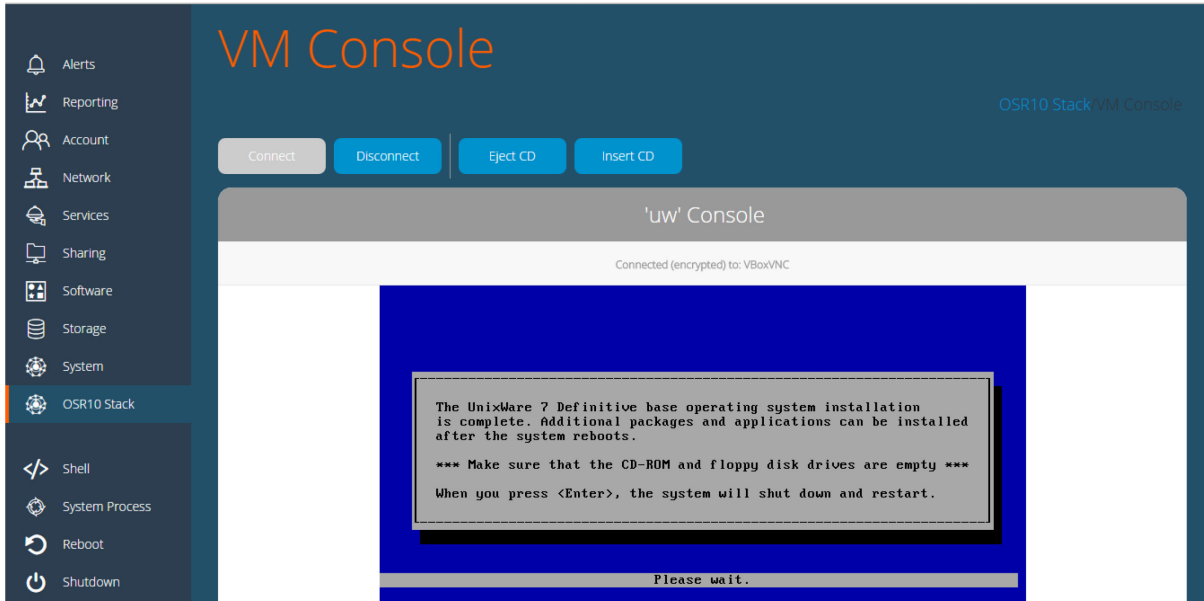 VM Console
Alerts
Reporting
Account
Network
Services
Sharing
Software
Storage
System
OSR10 Stack
Shell
System Process
Reboot
Shutdown
OSR10 Stack/VM Console
Connect
Disconnect
Eject CD
Insert CD
'uw' Console
Connected (encrypted) to: VBoxVNC
The UnixWare 7 Definitive base operating system installation
is complete. Additional packages and applications can be installed
after the system reboots.
*** Make sure that the CD-ROM and floppy disk drives are empty ***
When you press <Enter>, the system will shut down and restart.
Please wait.